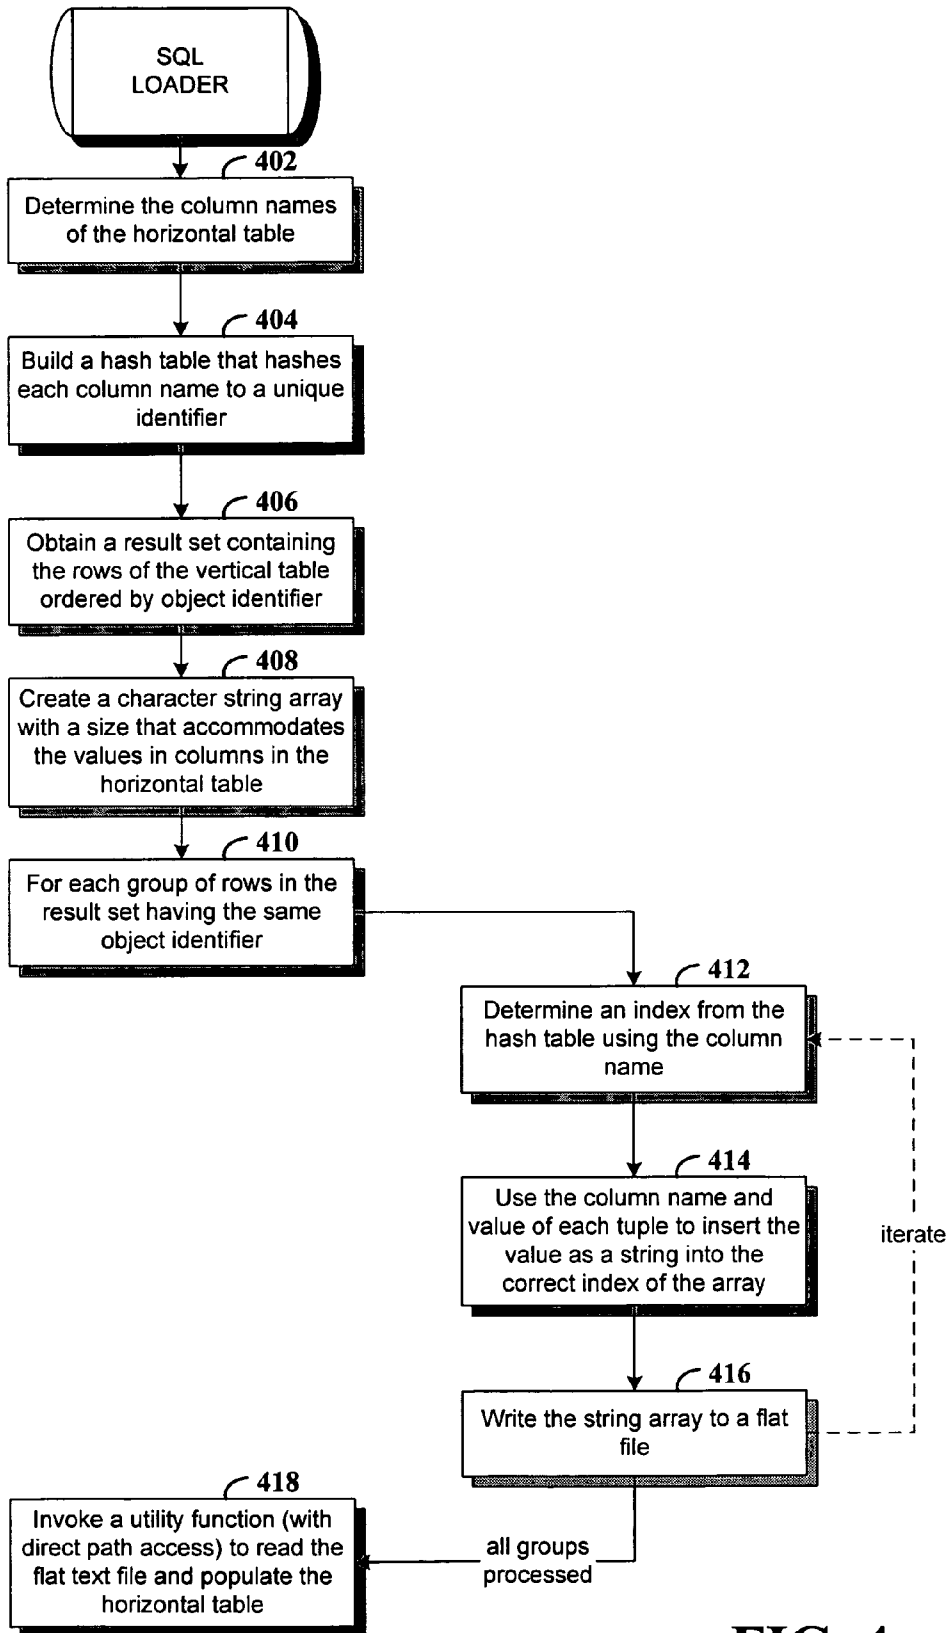 SQL
LOADER
402
Determine the column names
of the horizontal table
404
Build a hash table that hashes
each column name to a unique
identifier
406
Obtain a result set containing
the rows of the vertical table
ordered by object identifier
408
Create a character string array
with a size that accommodates
the values in columns in the
horizontal table
410
For each group of rows in the
result set having the same
object identifier
412
Determine an index from the
hash table using the column
name
414
Use the column name and
value of each tuple to insert the
value as a string into the
correct index of the array
iterate
416
Write the string array to a flat
file
418
Invoke a utility function (with
direct path access) to read the
flat text file and populate the
horizontal table
all groups
processed